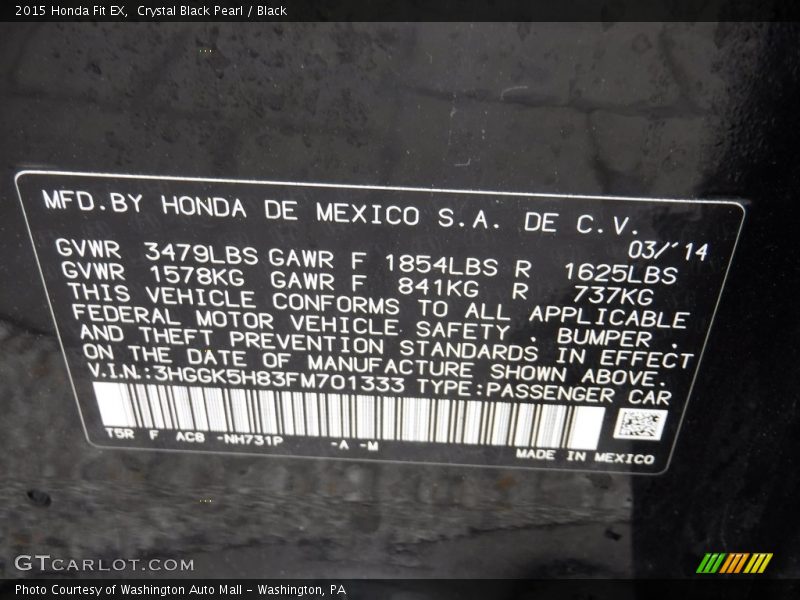 2015 Honda Fit EX,  Crystal Black Pearl / Black
MFD.BY HONDA DE MEXICO S.A. DE C.V.
03/'14
GVWR 3479LBS GAWR F 1854LBS R 1625LBS
GVWR 1578KG GAWR F 841KG R 737KG
THIS VEHICLE CONFORMS TO ALL APPLICABLE
FEDERAL MOTOR VEHICLE SAFETY , BUMPER ,
AND THEFT PREVENTION STANDARDS IN EFFECT
ON THE DATE OF MANUFACTURE SHOWN ABOVE.
V.I.N.:3HGGK5H83FM701333 TYPE:PASSENGER CAR
T5R F AC8 -NH731P -A -M
MADE IN MEXICO
GTCARLOT.COM
Photo Courtesy of Washington Auto Mall - Washington, PA